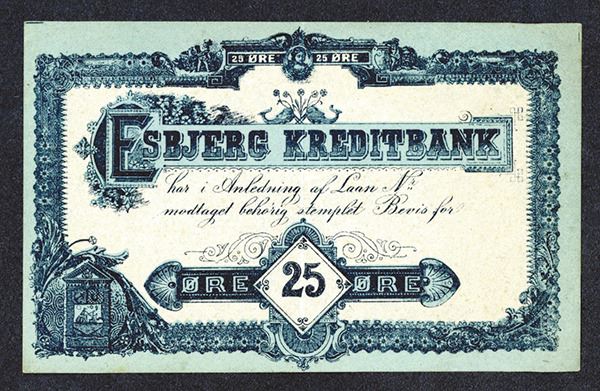 25 ØRE 25 ØRE
ESBJERG KREDITBANK
har i Anledning af Laan No
modtaget behörig stemplet Bevis for
ØRE 25 ØRE